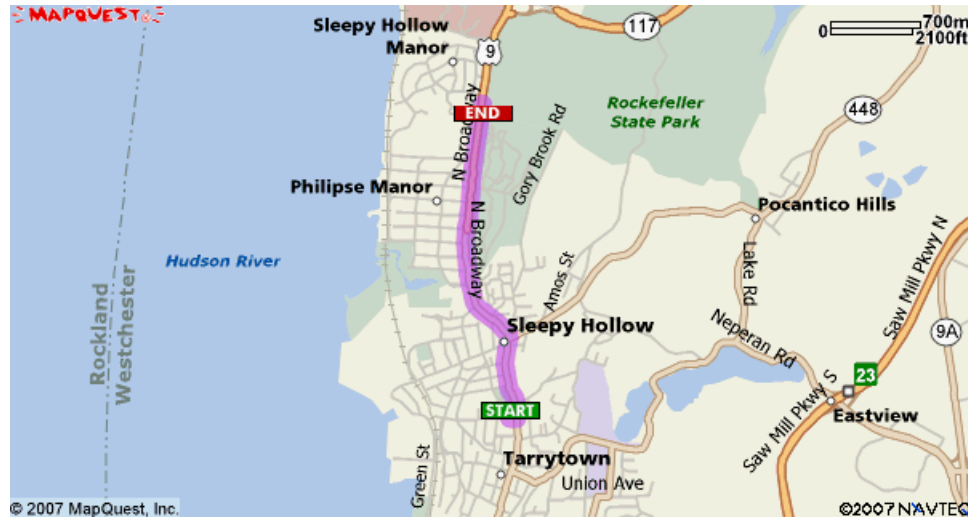 MAPQUEST
Sleepy Hollow
Manor
9
117
0
700m
2100ft
448
END
N Broadway
Rockefeller
State Park
Gory Brook Rd
Philipse Manor
N Broadway
Pocantico Hills
Hudson River
Amos St
Lake Rd
Saw Mill Pkwy N
Rockland
Westchester
Sleepy Hollow
Neperan Rd
9A
23
START
Saw Mill Pkwy S
Eastview
Green St
Tarrytown
Union Ave
© 2007 MapQuest, Inc.
©2007 NAVTEQ